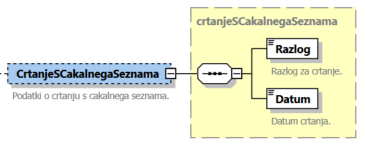 crtanjeSCakalnegaSeznama
CrtanjeSCakalnegaSeznama
Podatki o crtanju s cakalnega seznama.
Razlog
Razlog za crtanje.
Datum
Datum crtanja.